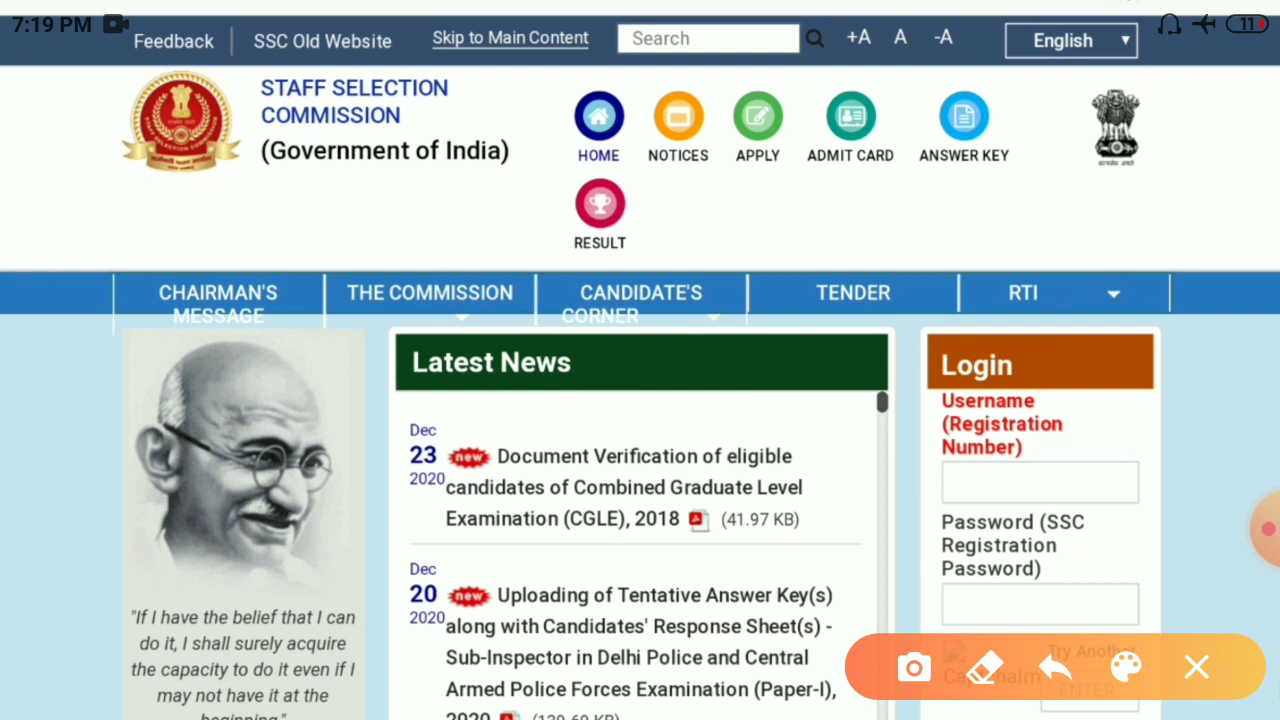 7:19 PM
11
Feedback
SSC Old Website
Skip to Main Content
Search
+A
A
-A
English
STAFF SELECTION
COMMISSION
(Government of India)
HOME
NOTICES
APPLY
ADMIT CARD
ANSWER KEY
RESULT
CHAIRMAN'S
MESSAGE
THE COMMISSION
CANDIDATE'S
CORNER
TENDER
RTI
"If I have the belief that I can
do it, I shall surely acquire
the capacity to do it even if I
may not have it at the
beginning."
Latest News
Dec
23
2020
new Document Verification of eligible
candidates of Combined Graduate Level
Examination (CGLE), 2018 (41.97 KB)
Dec
20
2020
new Uploading of Tentative Answer Key(s)
along with Candidates' Response Sheet(s) -
Sub-Inspector in Delhi Police and Central
Armed Police Forces Examination (Paper-I),
2020
Login
Username
(Registration
Number)
Password (SSC
Registration
Password)
Try Another
ENTER